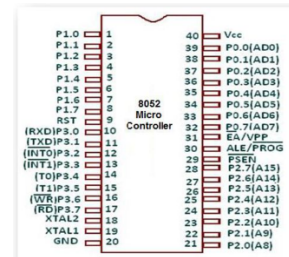 P1.0 1
P1.1 2
P1.2 3
P1.3 4
P1.4 5
P1.5 6
P1.6 7
P1.7 8
RST 9
(RXD)P3.0 10
(TXD)P3.1 11
(INT0)P3.2 12
(INT1)P3.3 13
(T0)P3.4 14
(T1)P3.5 15
(WR)P3.6 16
(RD)P3.7 17
XTAL2 18
XTAL1 19
GND 20
8052
Micro
Controller
40 Vcc
39 P0.0(AD0)
38 P0.1(AD1)
37 P0.2(AD2)
36 P0.3(AD3)
35 P0.4(AD4)
34 P0.5(AD5)
33 P0.6(AD6)
32 P0.7(AD7)
31 EA/VPP
30 ALE/PROG
29 PSEN
28 P2.7(A15)
27 P2.6(A14)
26 P2.5(A13)
25 P2.4(A12)
24 P2.3(A11)
23 P2.2(A10)
22 P2.1(A9)
21 P2.0(A8)